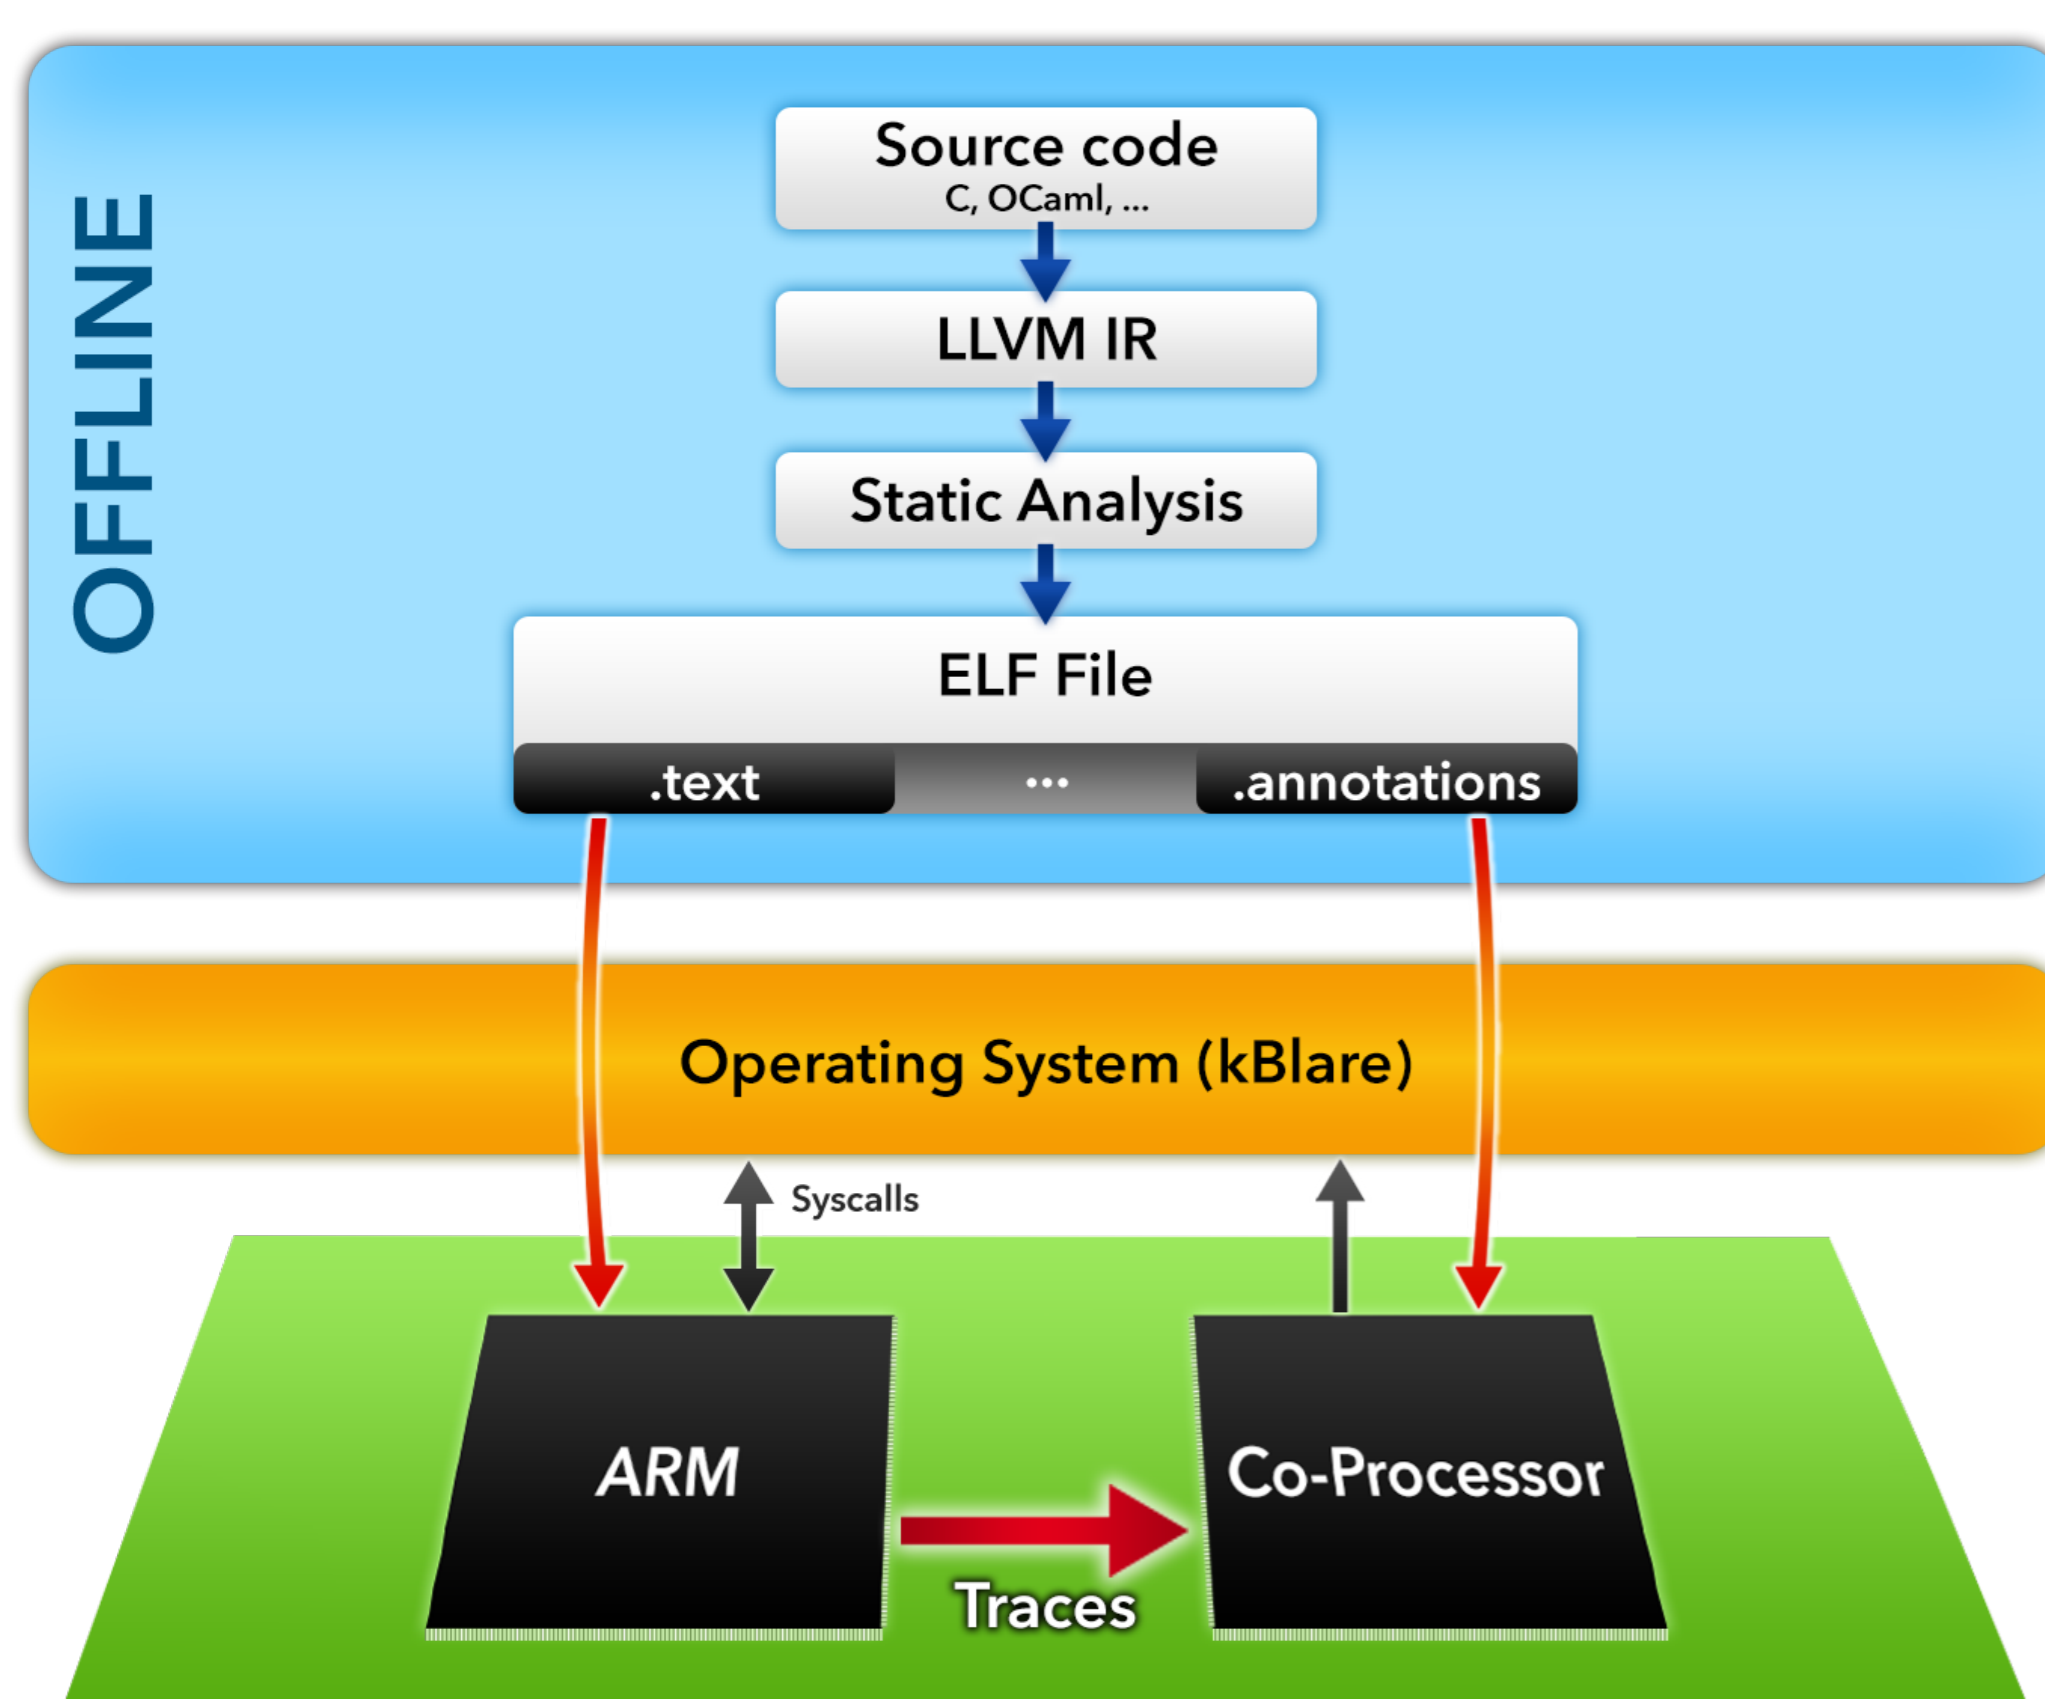 OFFLINE
Source code
C, OCaml, ...
LLVM IR
Static Analysis
ELF File
.text ... .annotations
Operating System (kBlare)
Syscalls
ARM
Co-Processor
Traces